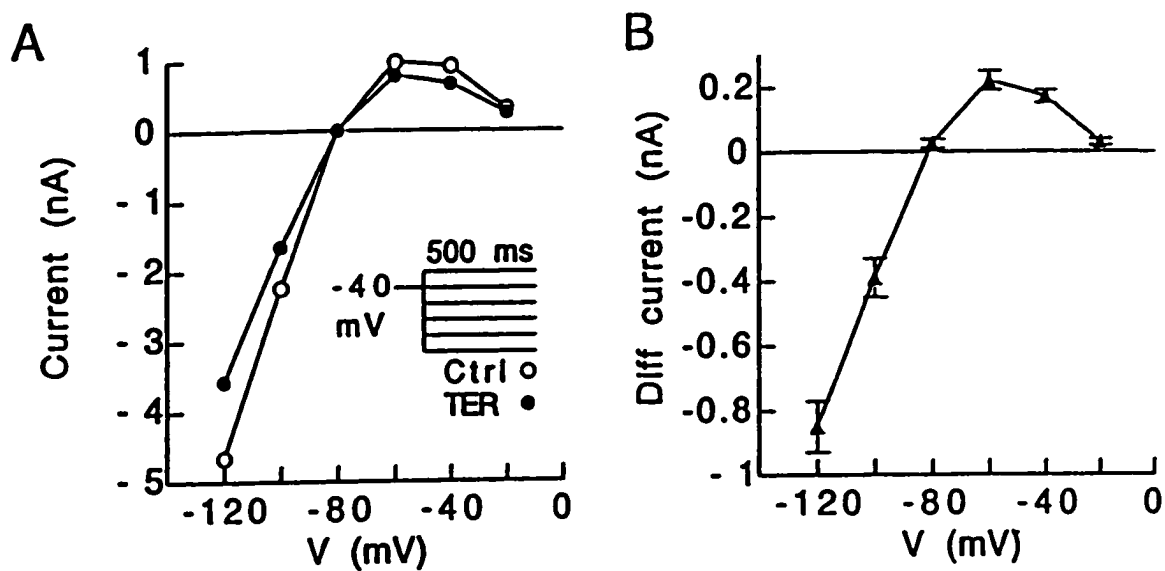 A
Current (nA)
1
0
- 1
- 2
- 3
- 4
- 5
500 ms
-40
mV
Ctrl
TER
-120
-80
-40
0
V (mV)
B
Diff current (nA)
0.2
0
-0.2
-0.4
-0.6
-0.8
- 1
-120
-80
-40
0
V (mV)